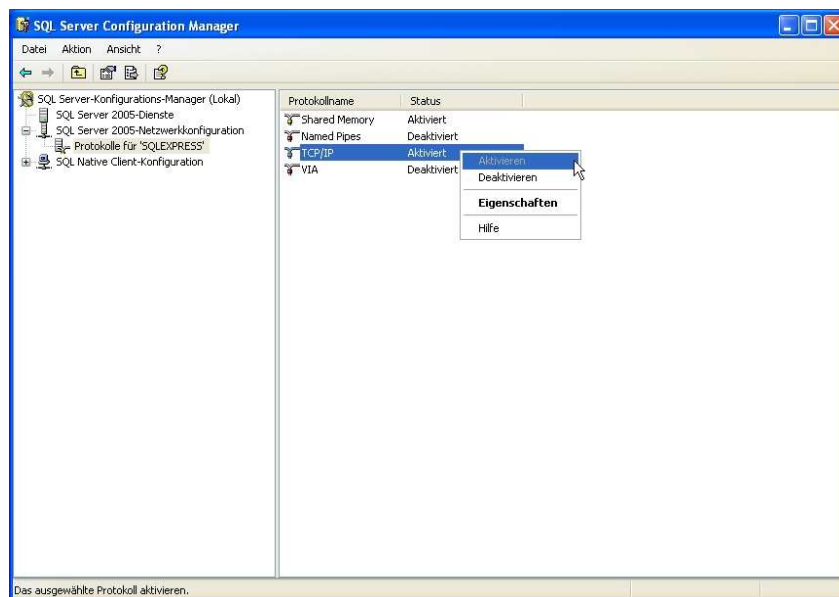 SQL Server Configuration Manager
Datei Aktion Ansicht ?
SQL Server-Konfigurations-Manager (Lokal)
SQL Server 2005-Dienste
SQL Server 2005-Netzwerkkonfiguration
Protokolle für 'SQLEXPRESS'
SQL Native Client-Konfiguration
Protokollname Status
Shared Memory Aktiviert
Named Pipes Deaktiviert
TCP/IP Aktiviert
VIA Deaktiviert
Aktivieren
Deaktivieren
Eigenschaften
Hilfe
Das ausgewählte Protokoll aktivieren.